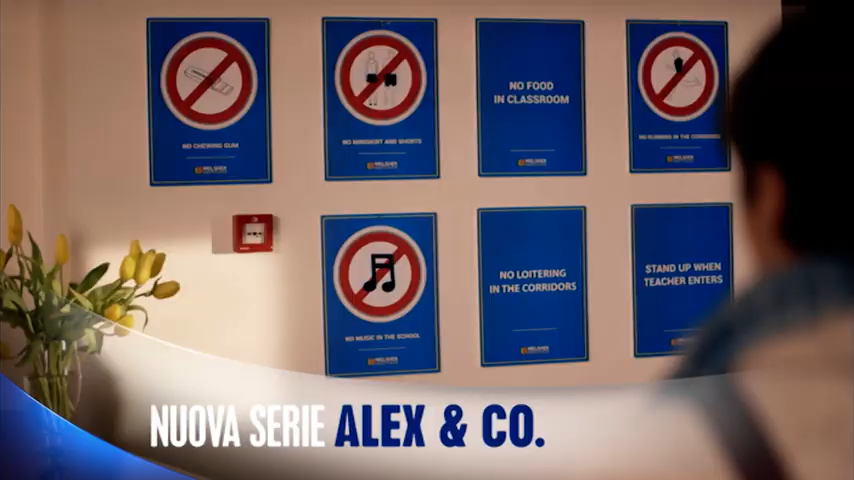 NO CHEWING GUM
NO MINISKIRT AND SHORTS
NO FOOD
IN CLASSROOM
NO RUNNING IN THE CORRIDORS
NO MUSIC IN THE SCHOOL
NO LOITERING
IN THE CORRIDORS
STAND UP WHEN
TEACHER ENTERS
NUOVA SERIE ALEX & CO.